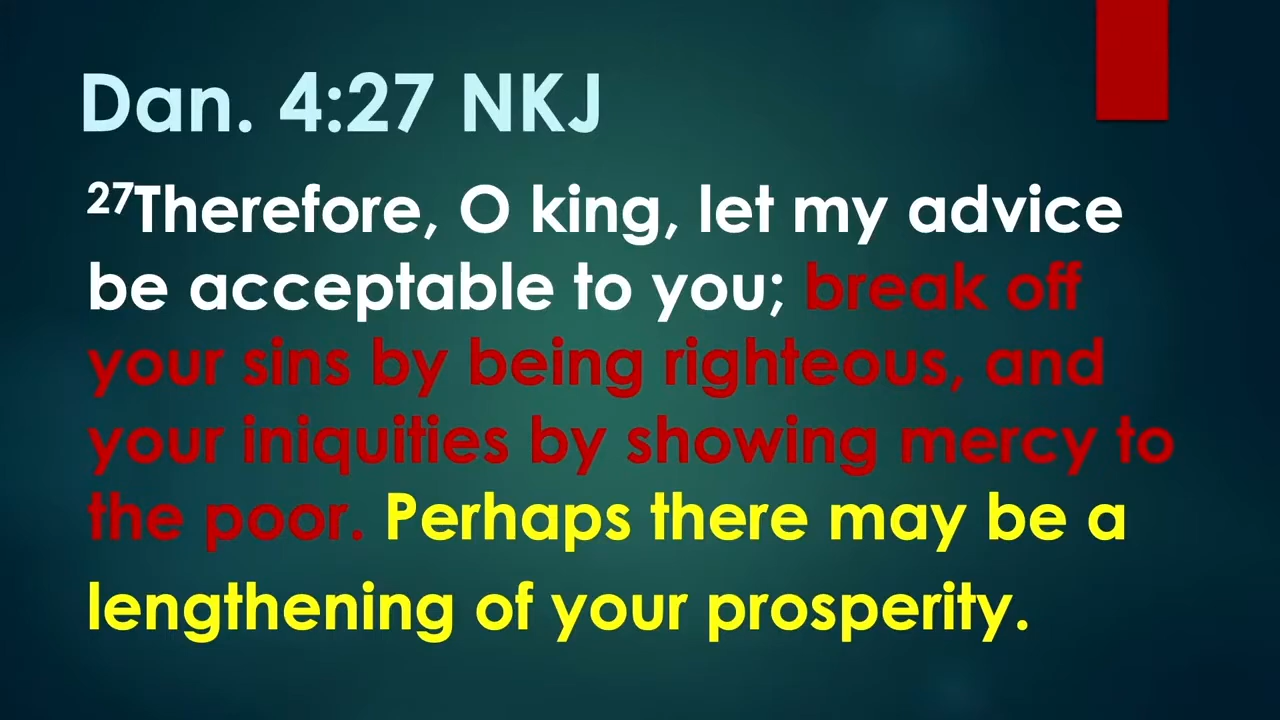 Dan. 4:27 NKJ
27Therefore, O king, let my advice
be acceptable to you; break off
your sins by being righteous, and
your iniquities by showing mercy to
the poor. Perhaps there may be a
lengthening of your prosperity.